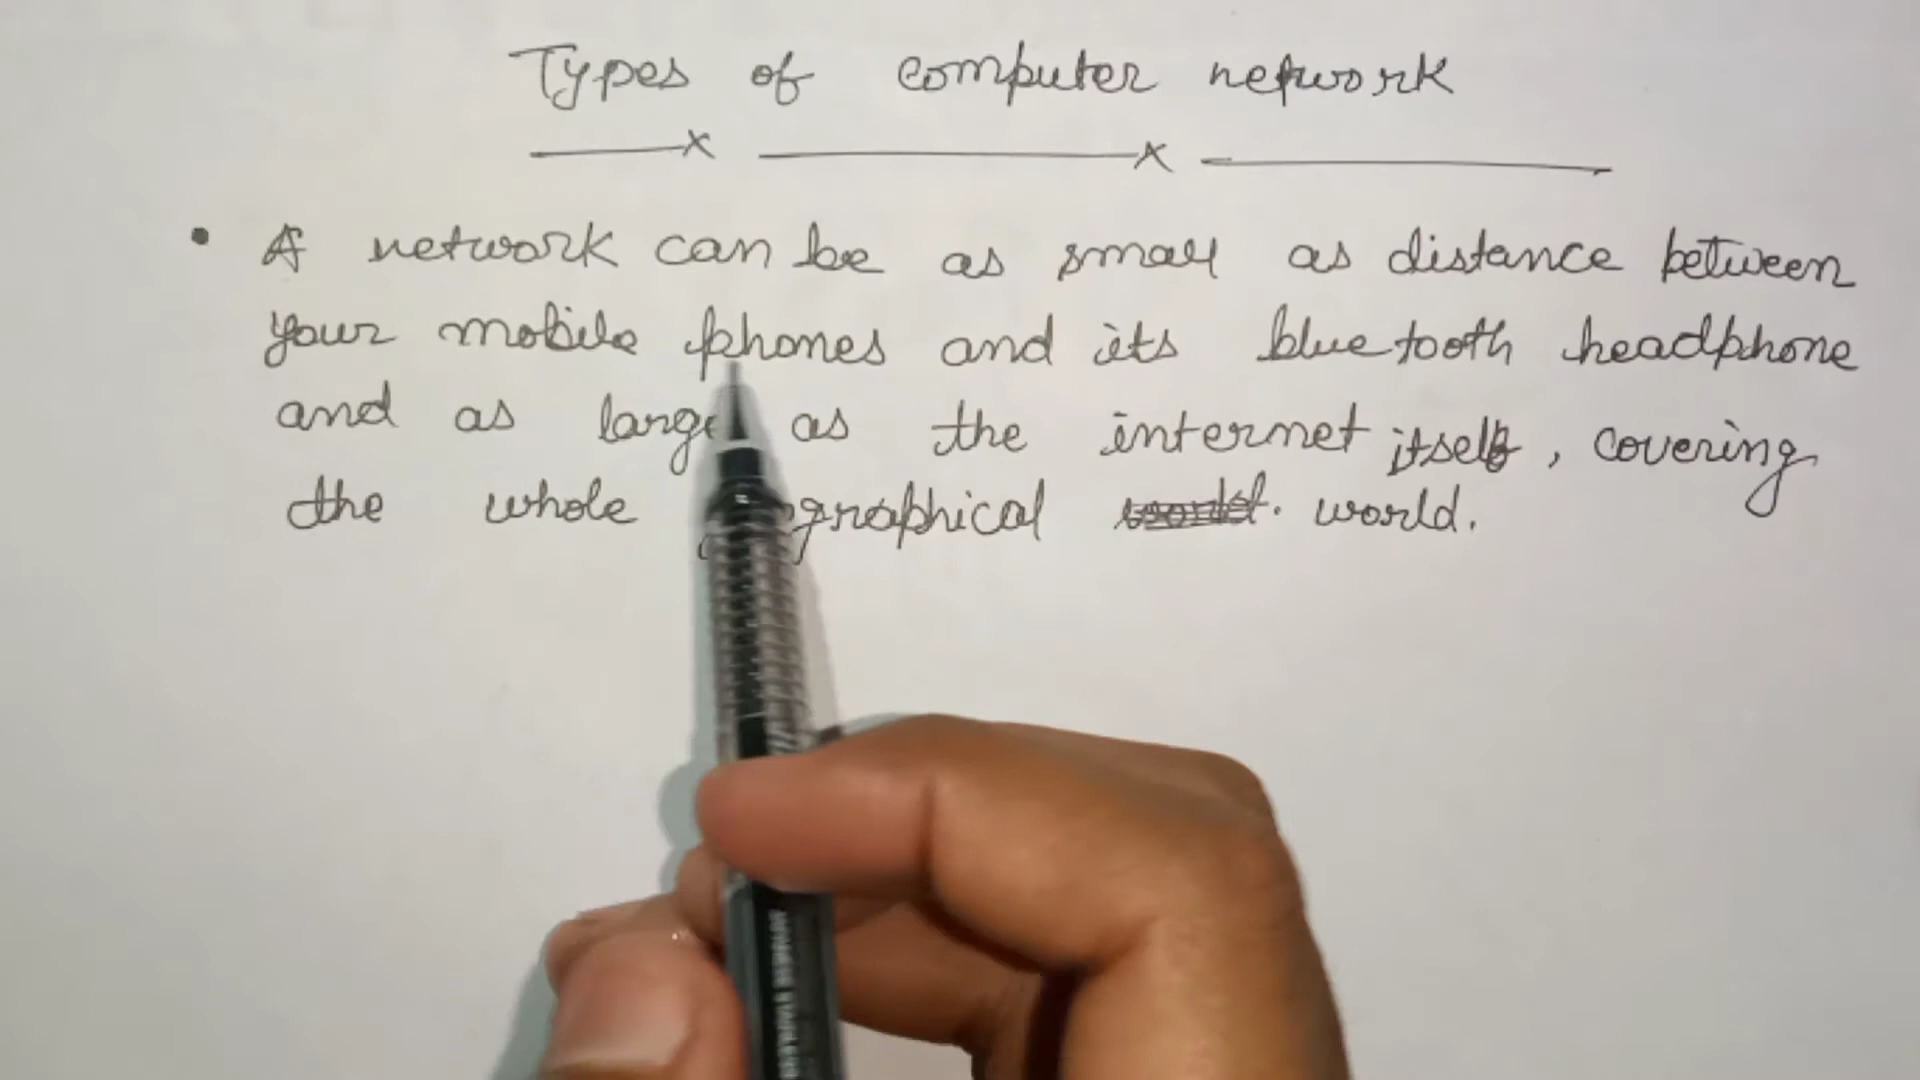 Types of computer network
• A network can be as small as distance between
your mobile phones and its bluetooth headphone
and as large as the internet itself, covering
the whole geographical world.